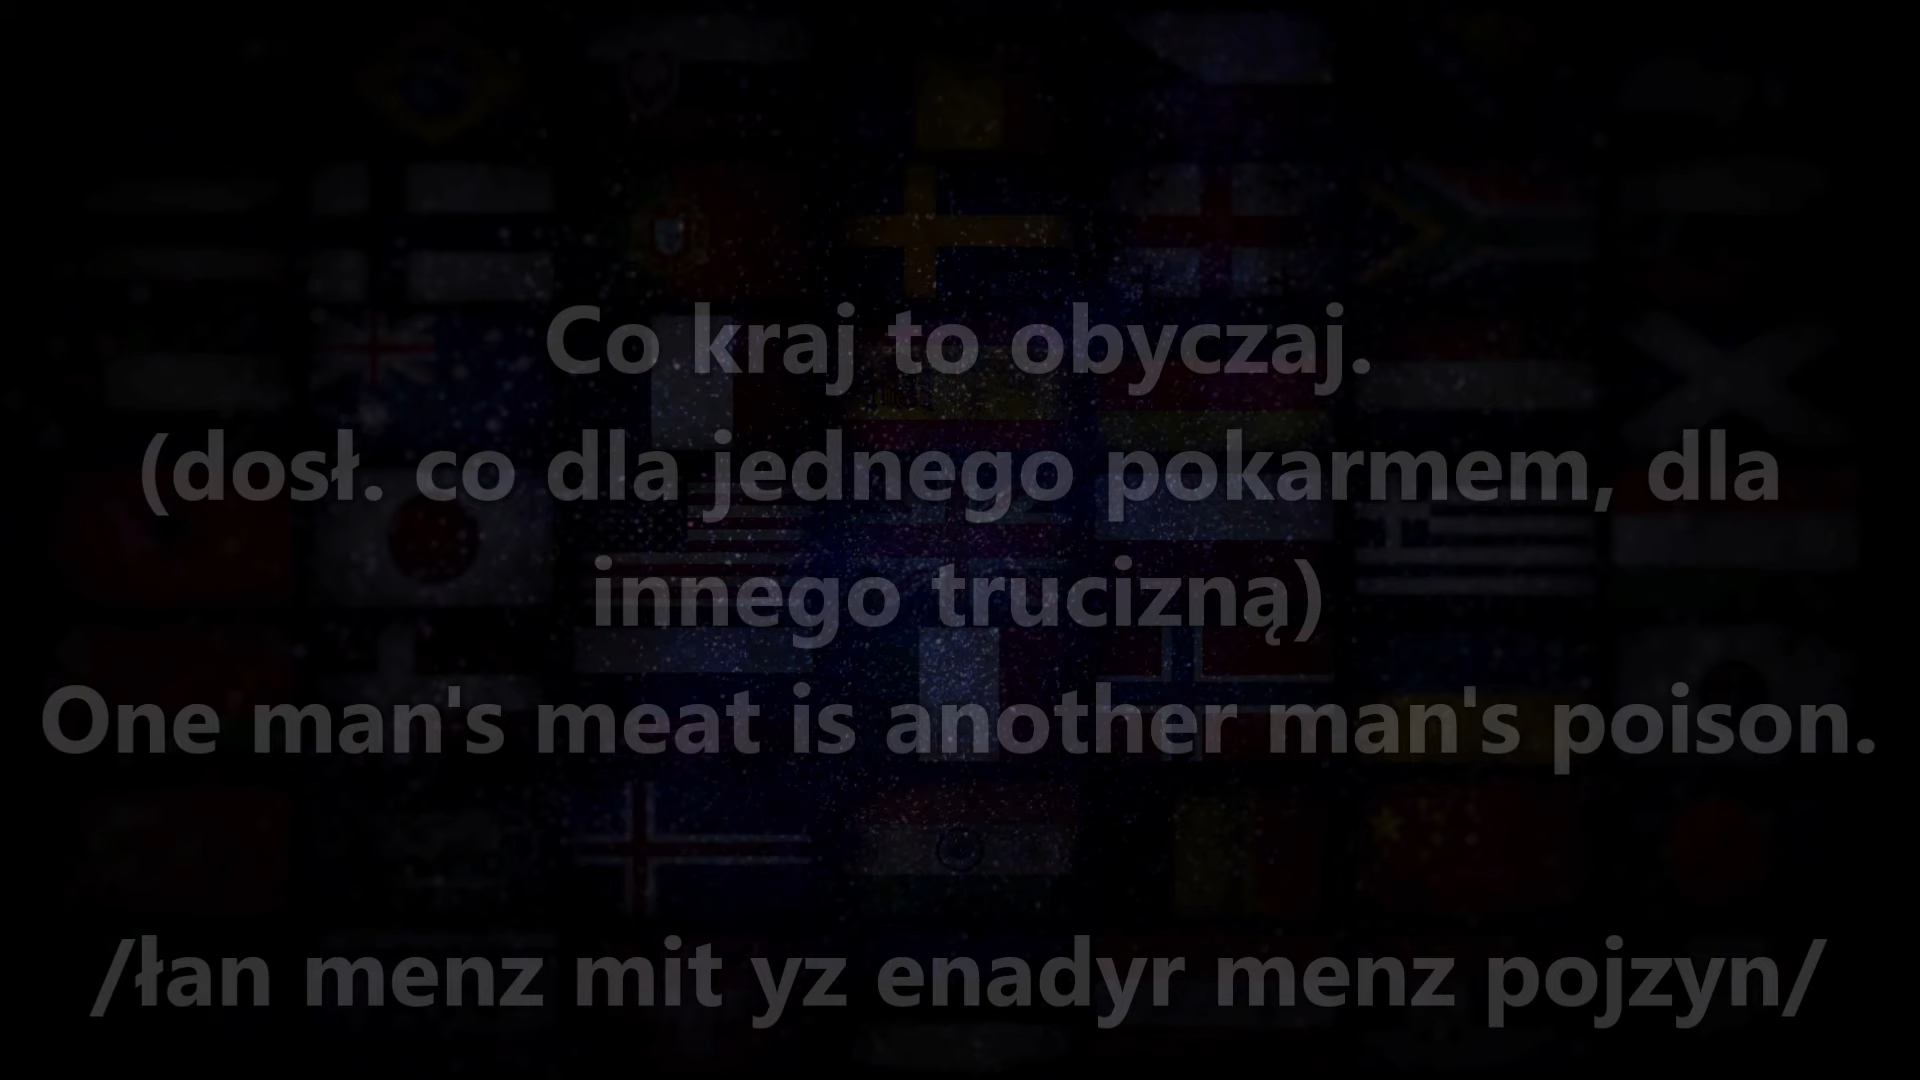 Co kraj to obyczaj.
(dosł. co dla jednego pokarmem, dla
innego trucizną)
One man's meat is another man's poison.
/łan menz mit yz enadyr menz pojzyn/